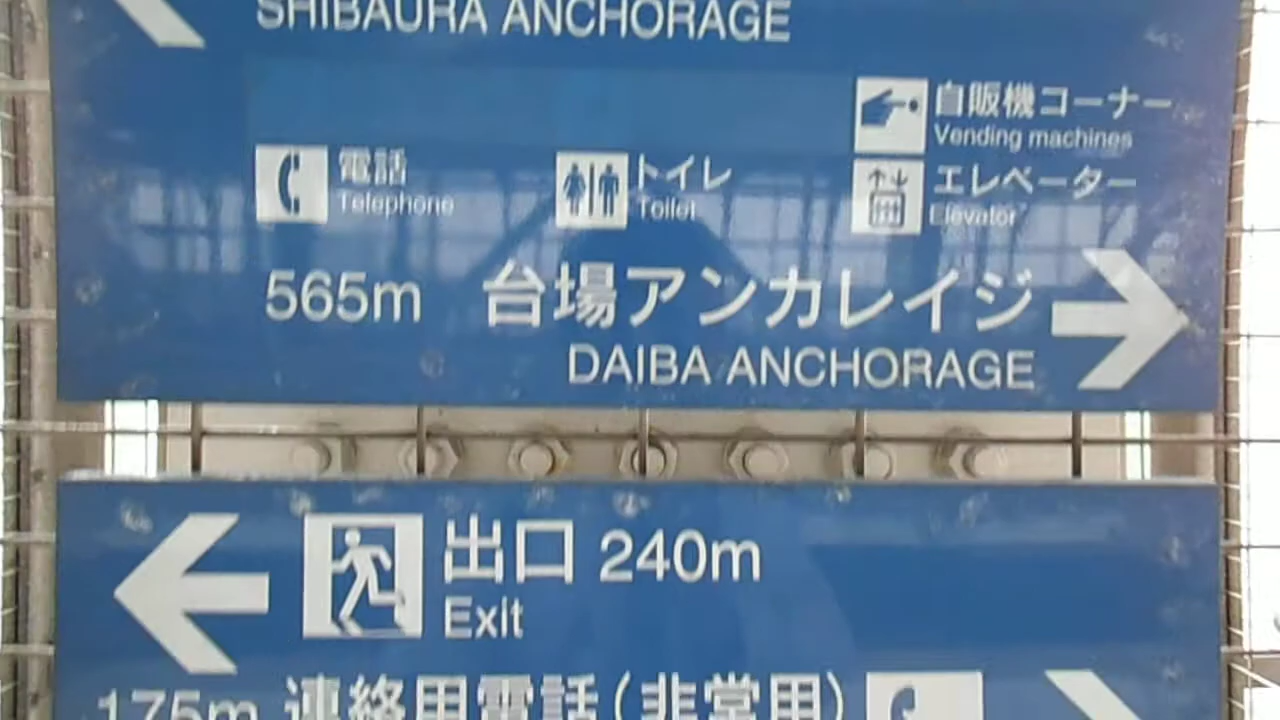 SHIBAURA ANCHORAGE
自販機コーナー
Vending machines
電話
Telephone
トイレ
Toilet
エレベーター
Elevator
565m 台場アンカレイジ
DAIBA ANCHORAGE
出口 240m
Exit
175m 連絡用電話(非常用)